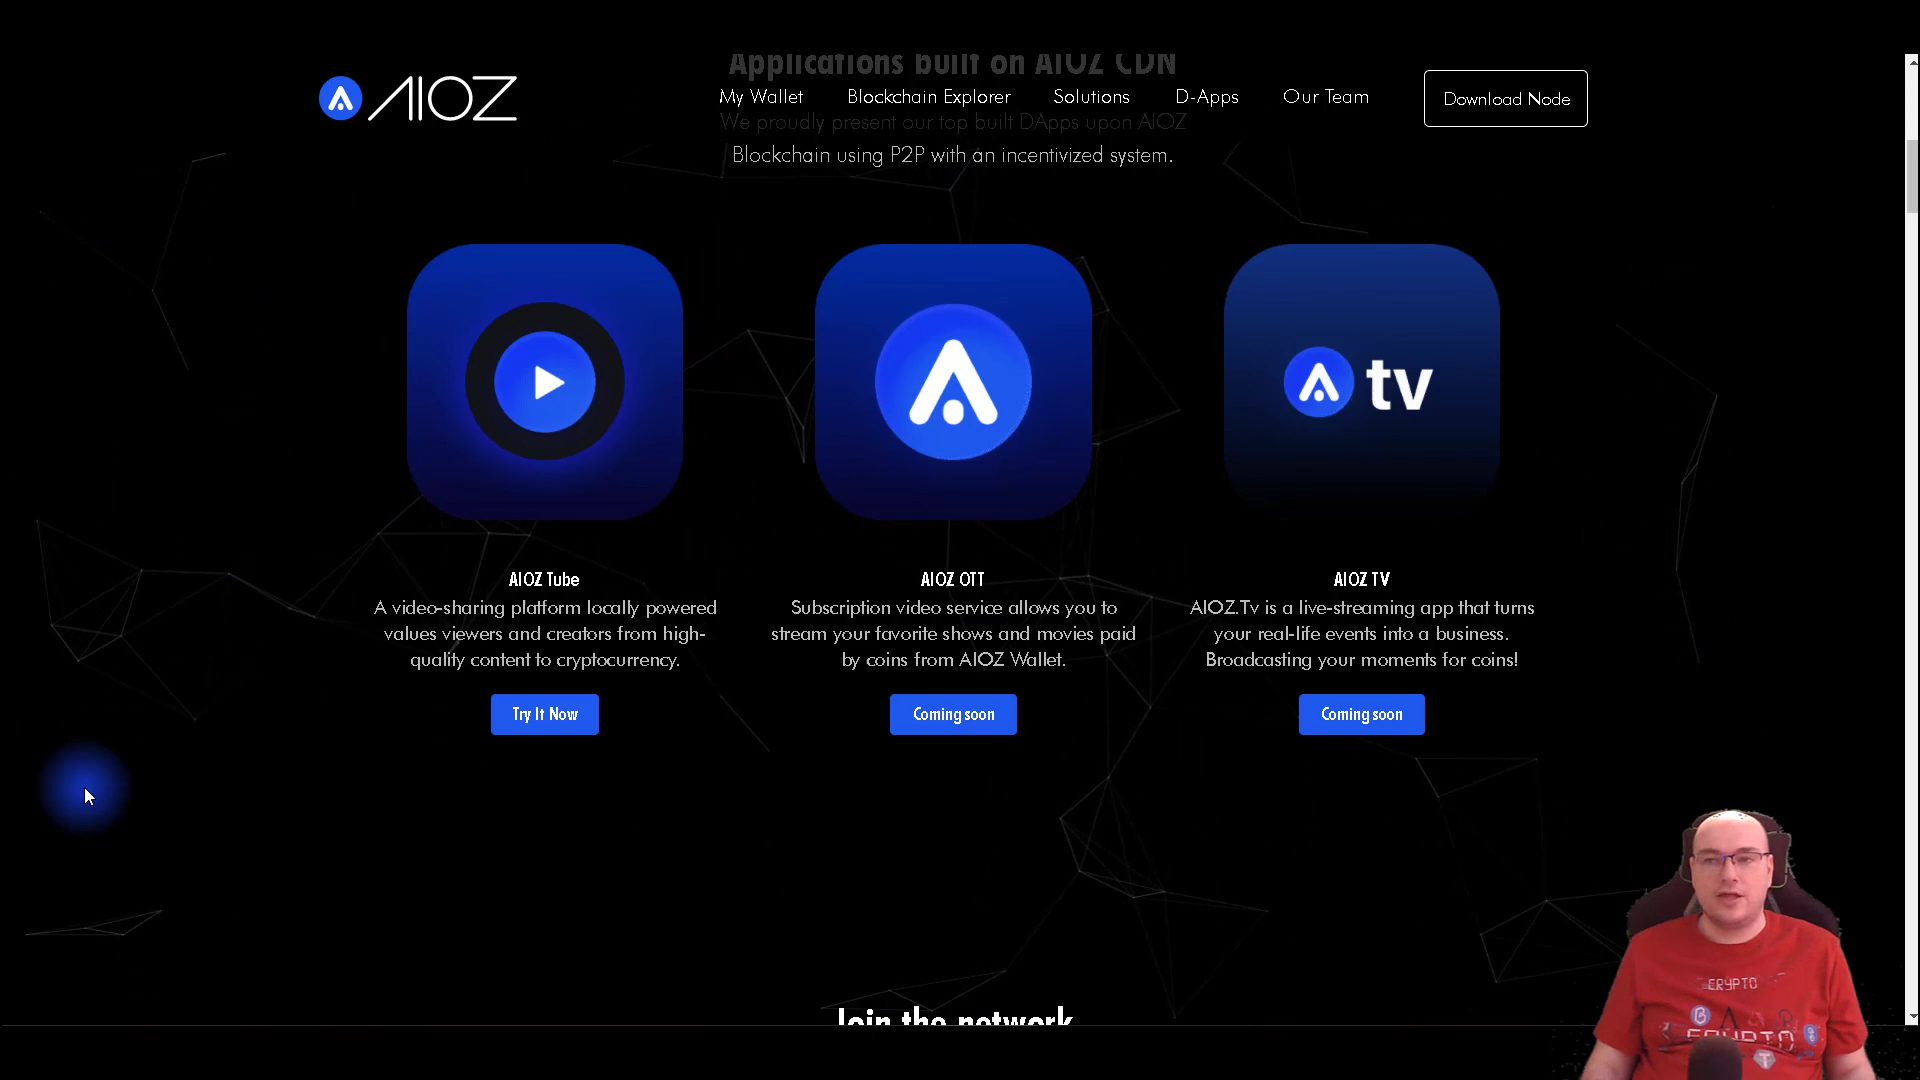 Applications built on AIOZ CDN
AIOZ
My Wallet
Blockchain Explorer
Solutions
D-Apps
Our Team
Download Node
We proudly present our top built DApps upon AIOZ
Blockchain using P2P with an incentivized system.
tv
AIOZ Tube
A video-sharing platform locally powered
values viewers and creators from high-
quality content to cryptocurrency.
Try It Now
AIOZ OTT
Subscription video service allows you to
stream your favorite shows and movies paid
by coins from AIOZ Wallet.
Coming soon
AIOZ TV
AIOZ.Tv is a live-streaming app that turns
your real-life events into a business.
Broadcasting your moments for coins!
Coming soon
Join the network
CRYPTO
CRYPTO